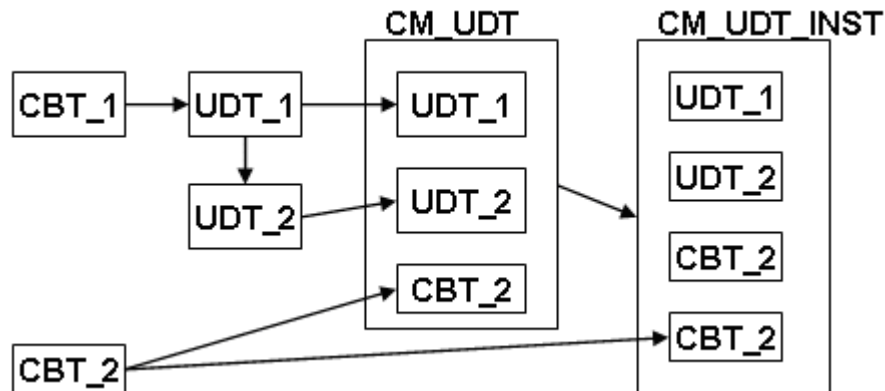 CM_UDT
CM_UDT_INST
CBT_1
UDT_1
UDT_1
UDT_1
UDT_2
UDT_2
UDT_2
CBT_2
CBT_2
CBT_2
CBT_2